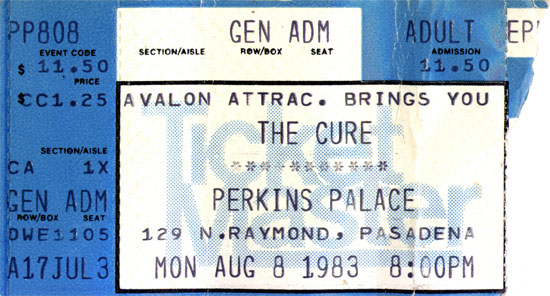 PP808 GEN ADM ADULT EP
EVENT CODE SECTION/AISLE ROW/BOX SEAT ADMISSION
$ 11.50 11.50
PRICE
CC1.25
AVALON ATTRAC. BRINGS YOU
THE CURE
**********
SECTION/AISLE
CA 1X
GEN ADM
ROW/BOX SEAT
DWE1105
A17JUL3
PERKINS PALACE
129 N.RAYMOND, PASADENA
MON AUG 8 1983 8:00PM
Ticket
Master